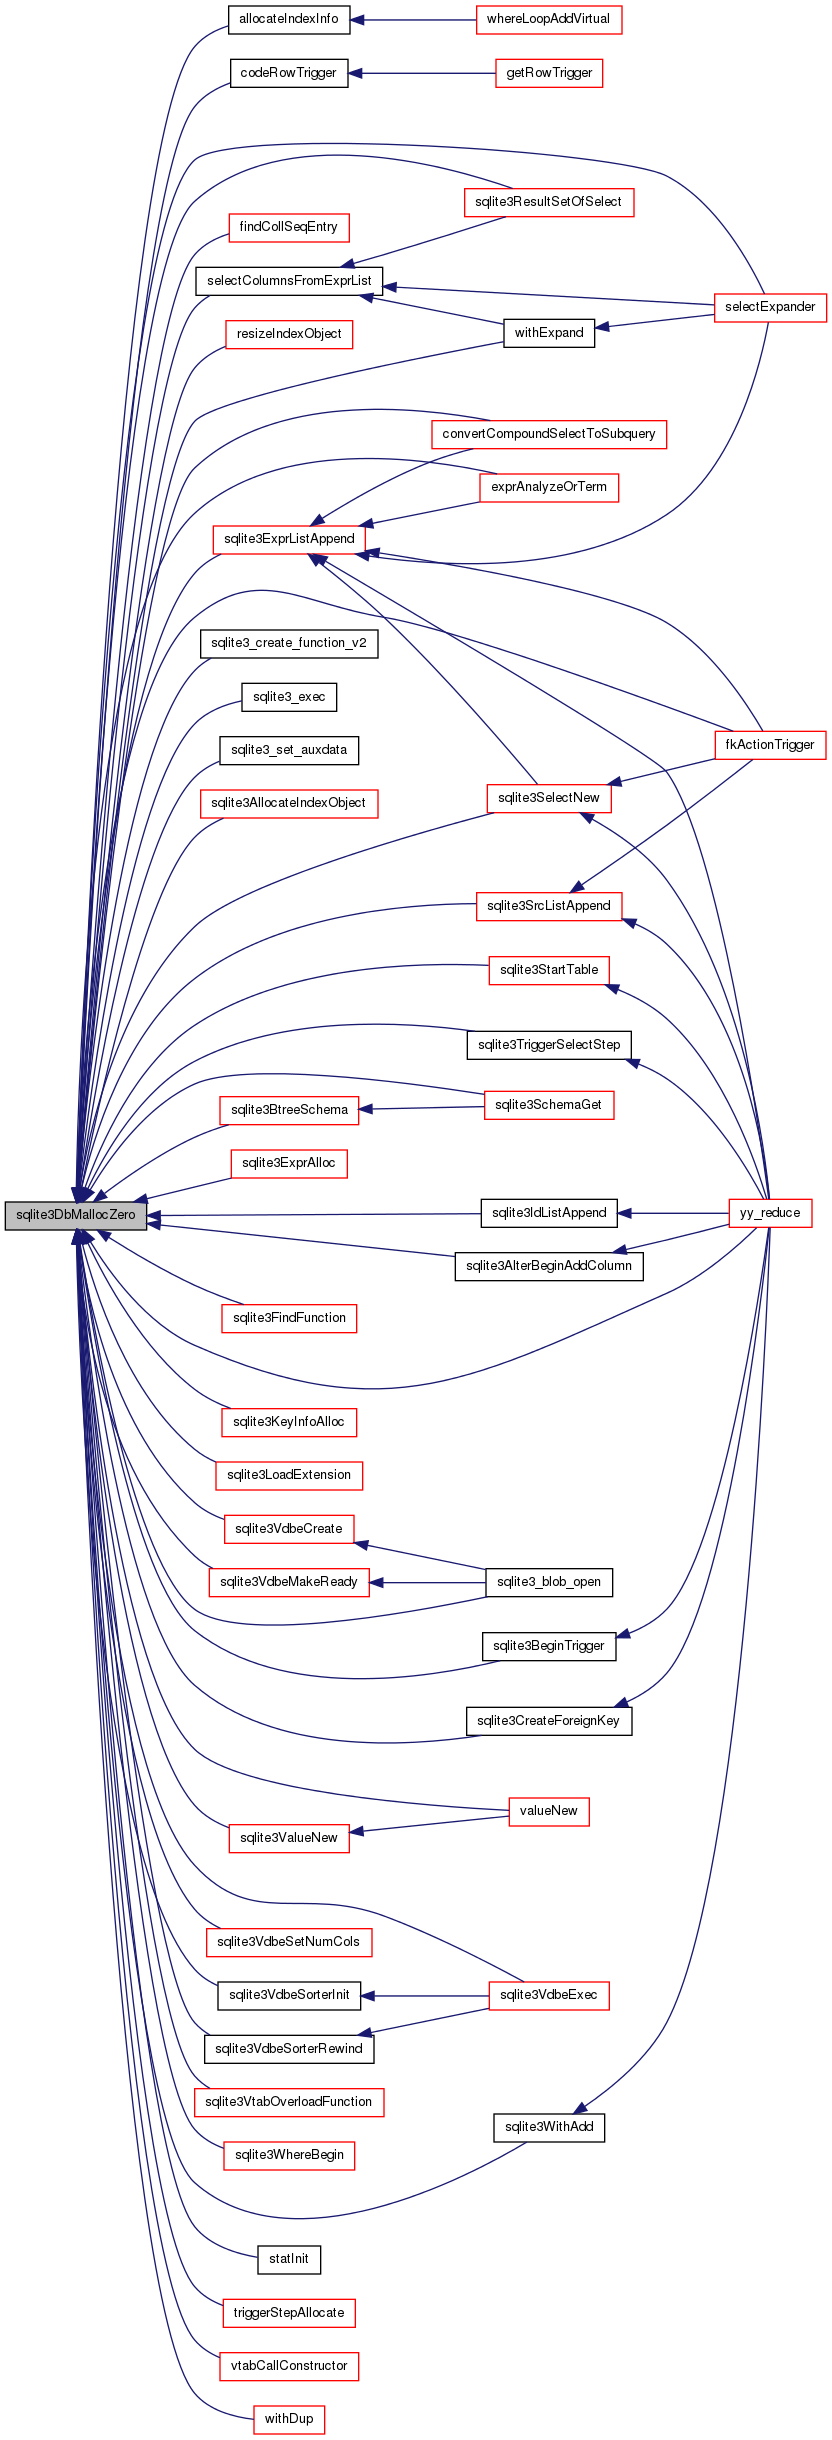 allocateIndexInfo
whereLoopAddVirtual
codeRowTrigger
getRowTrigger
sqlite3ResultSetOfSelect
findCollSeqEntry
selectColumnsFromExprList
selectExpander
resizeIndexObject
withExpand
convertCompoundSelectToSubquery
exprAnalyzeOrTerm
sqlite3ExprListAppend
sqlite3_create_function_v2
sqlite3_exec
sqlite3_set_auxdata
fkActionTrigger
sqlite3AllocateIndexObject
sqlite3SelectNew
sqlite3SrcListAppend
sqlite3StartTable
sqlite3TriggerSelectStep
sqlite3BtreeSchema
sqlite3SchemaGet
sqlite3ExprAlloc
sqlite3DbMallocZero
sqlite3IdListAppend
yy_reduce
sqlite3AlterBeginAddColumn
sqlite3FindFunction
sqlite3KeyInfoAlloc
sqlite3LoadExtension
sqlite3VdbeCreate
sqlite3VdbeMakeReady
sqlite3_blob_open
sqlite3BeginTrigger
sqlite3CreateForeignKey
valueNew
sqlite3ValueNew
sqlite3VdbeSetNumCols
sqlite3VdbeSorterInit
sqlite3VdbeExec
sqlite3VdbeSorterRewind
sqlite3VtabOverloadFunction
sqlite3WithAdd
sqlite3WhereBegin
statInit
triggerStepAllocate
vtabCallConstructor
withDup